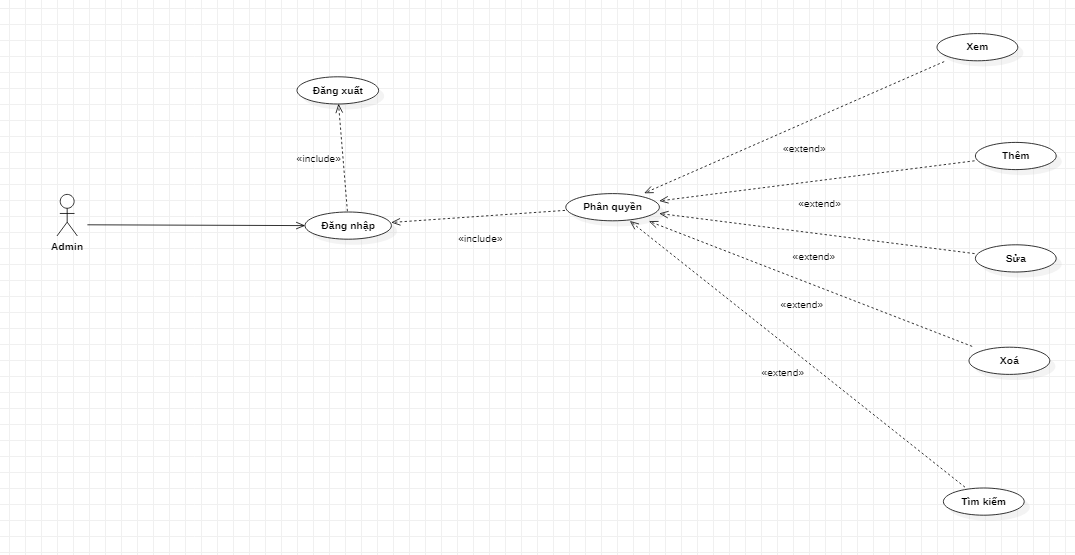 Xem
Đăng xuất
«extend»
Thêm
«include»
«extend»
Phân quyền
Đăng nhập
Admin
«include»
«extend»
Sửa
«extend»
Xoá
«extend»
Tìm kiếm